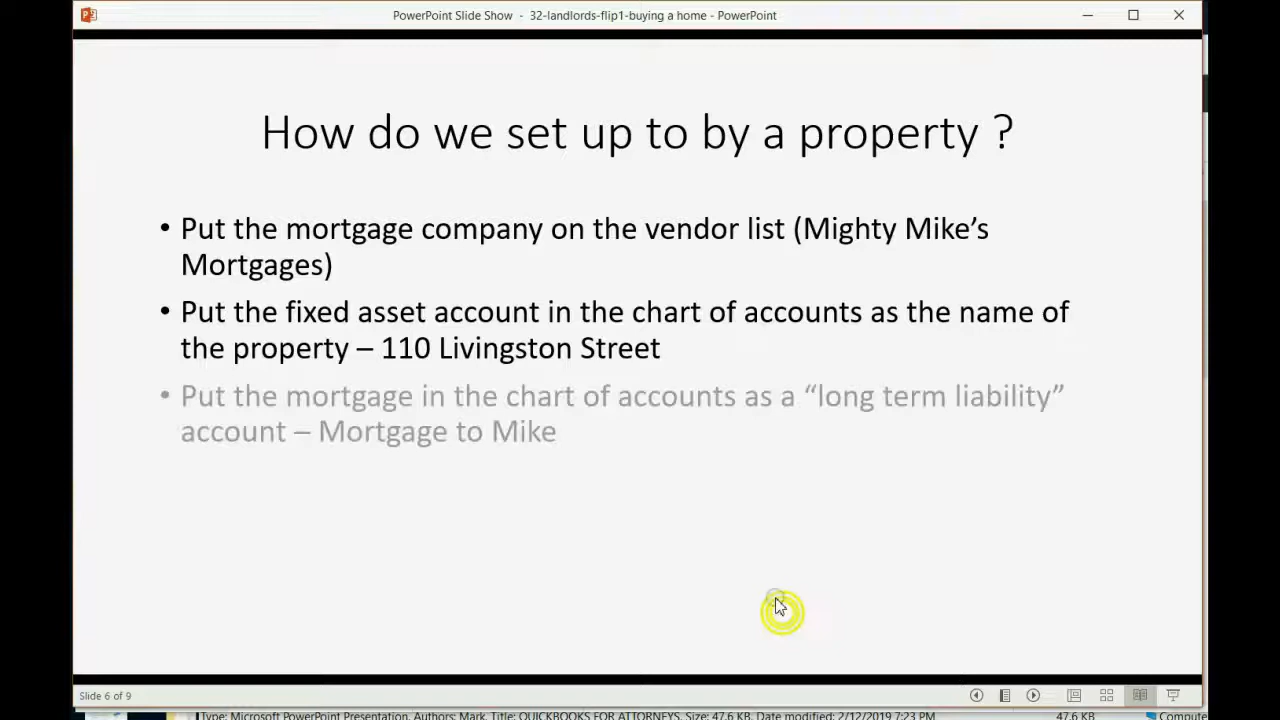 PowerPoint Slide Show - 32-landlords-flip1-buying a home - PowerPoint
How do we set up to by a property ?
• Put the mortgage company on the vendor list (Mighty Mike’s
Mortgages)
• Put the fixed asset account in the chart of accounts as the name of
the property – 110 Livingston Street
• Put the mortgage in the chart of accounts as a “long term liability”
account – Mortgage to Mike
Slide 6 of 9
Type: Microsoft PowerPoint Presentation, Authors: Mark, Title: QUICKBOOKS FOR ATTORNEYS, Size: 47.6 KB, Date modified: 2/12/2019 7:23 PM 47.6 KB Compute